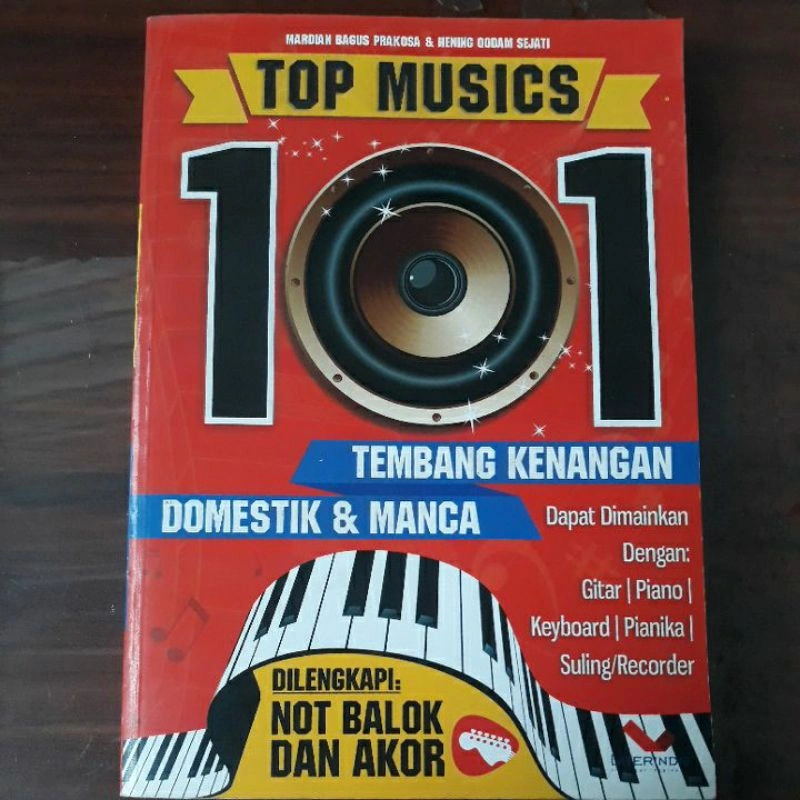 MARDIAN BAGUS PRAKOSA & HENING ODDAM SEJATI
TOP MUSICS
101
TEMBANG KENANGAN
DOMESTIK & MANCA
Dapat Dimainkan
Dengan:
Gitar | Piano |
Keyboard | Pianika |
Suling/Recorder
DILENGKAPI:
NOT BALOK
DAN AKOR